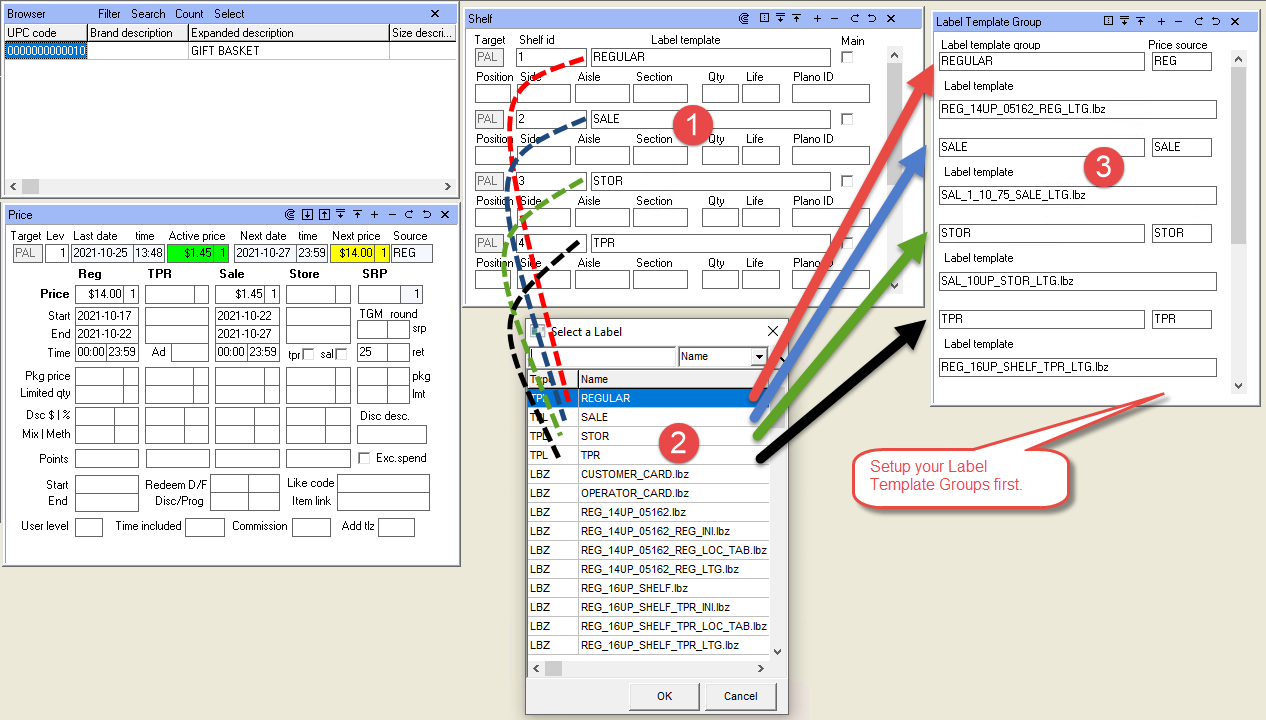 Browser Filter Search Count Select
UPC code Brand description Expanded description Size descri...
0000000000010 GIFT BASKET
Price
Target Lev Last date time Active price Next date time Next price Source
PAL 1 2021-10-25 13:48 $1.45 1 2021-10-27 23:59 $14.00 1 REG
Reg TPR Sale Store SRP
Price $14.00 1 $1.45 1 1
Start 2021-10-17 2021-10-22 TGM round
srp
End 2021-10-22 2021-10-27
Time 00:00 23:59 Ad 00:00 23:59 tpr sal 25 ret
Pkg price pkg
Limited qty lmt
Dsc $ | % Disc desc.
Mix | Meth
Points Exc.spend
Start Redeem D/F Like code
End Disc/Prog Item link
User level Time included Commission Add tlz
Shelf
Target Shelf id Label template Main
PAL 1 REGULAR
Position Side Aisle Section Qty Life Plano ID
PAL 2 SALE
Position Side Aisle Section Qty Life Plano ID
1
PAL 3 STOR
Position Side Aisle Section Qty Life Plano ID
PAL 4 TPR
Position Side Aisle Section Qty Life Plano ID
Select a Label
Name
Name
REGULAR
SALE
TPL STOR
2
TPL TPR
LBZ CUSTOMER_CARD.lbz
LBZ OPERATOR_CARD.lbz
LBZ REG_14UP_05162.lbz
LBZ REG_14UP_05162_REG_INI.lbz
LBZ REG_14UP_05162_REG_LOC_TAB.lbz
LBZ REG_14UP_05162_REG_LTG.lbz
LBZ REG_16UP_SHELF.lbz
LBZ REG_16UP_SHELF_TPR_INI.lbz
LBZ REG_16UP_SHELF_TPR_LOC_TAB.lbz
LBZ REG_16UP_SHELF_TPR_LTG.lbz
OK Cancel
Label Template Group
Label template group Price source
REGULAR REG
Label template
REG_14UP_05162_REG_LTG.lbz
SALE SALE
3
Label template
SAL_1_10_75_SALE_LTG.lbz
STOR STOR
Label template
SAL_10UP_STOR_LTG.lbz
TPR TPR
Label template
REG_16UP_SHELF_TPR_LTG.lbz
Setup your Label
Template Groups first.